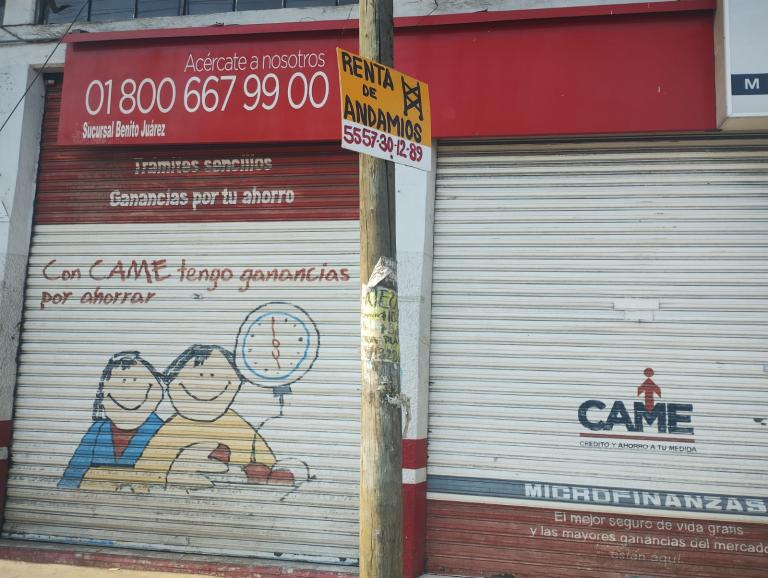 Acércate a nosotros
01 800 667 99 00
Sucursal Benito Juárez
RENTA
DE
ANDAMIOS
5557-30-12-89
M
Trámites sencillos
Ganancias por tu ahorro
Con CAME tengo ganancias
por ahorrar
CAME
CREDITO Y AHORRO A TU MEDIDA
MICROFINANZAS
El mejor seguro de vida gratis
y las mayores ganancias del mercado
están aquí